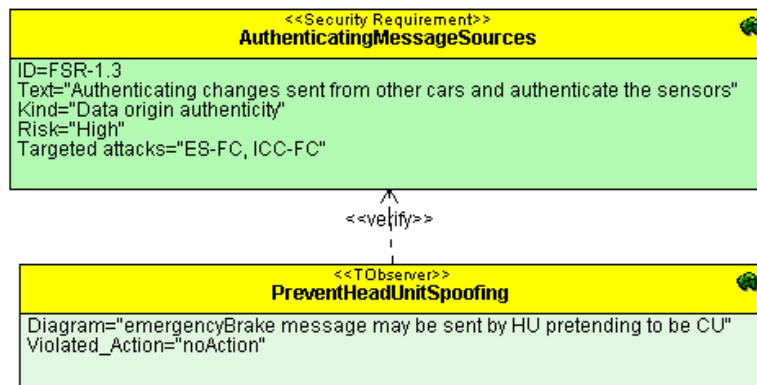 <<Security Requirement>>
AuthenticatingMessageSources
ID=FSR-1.3
Text="Authenticating changes sent from other cars and authenticate the sensors"
Kind="Data origin authenticity"
Risk="High"
Targeted attacks="ES-FC, ICC-FC"
<<verify>>
<<TObserver>>
PreventHeadUnitSpoofing
Diagram="emergencyBrake message may be sent by HU pretending to be CU"
Violated_Action="noAction"